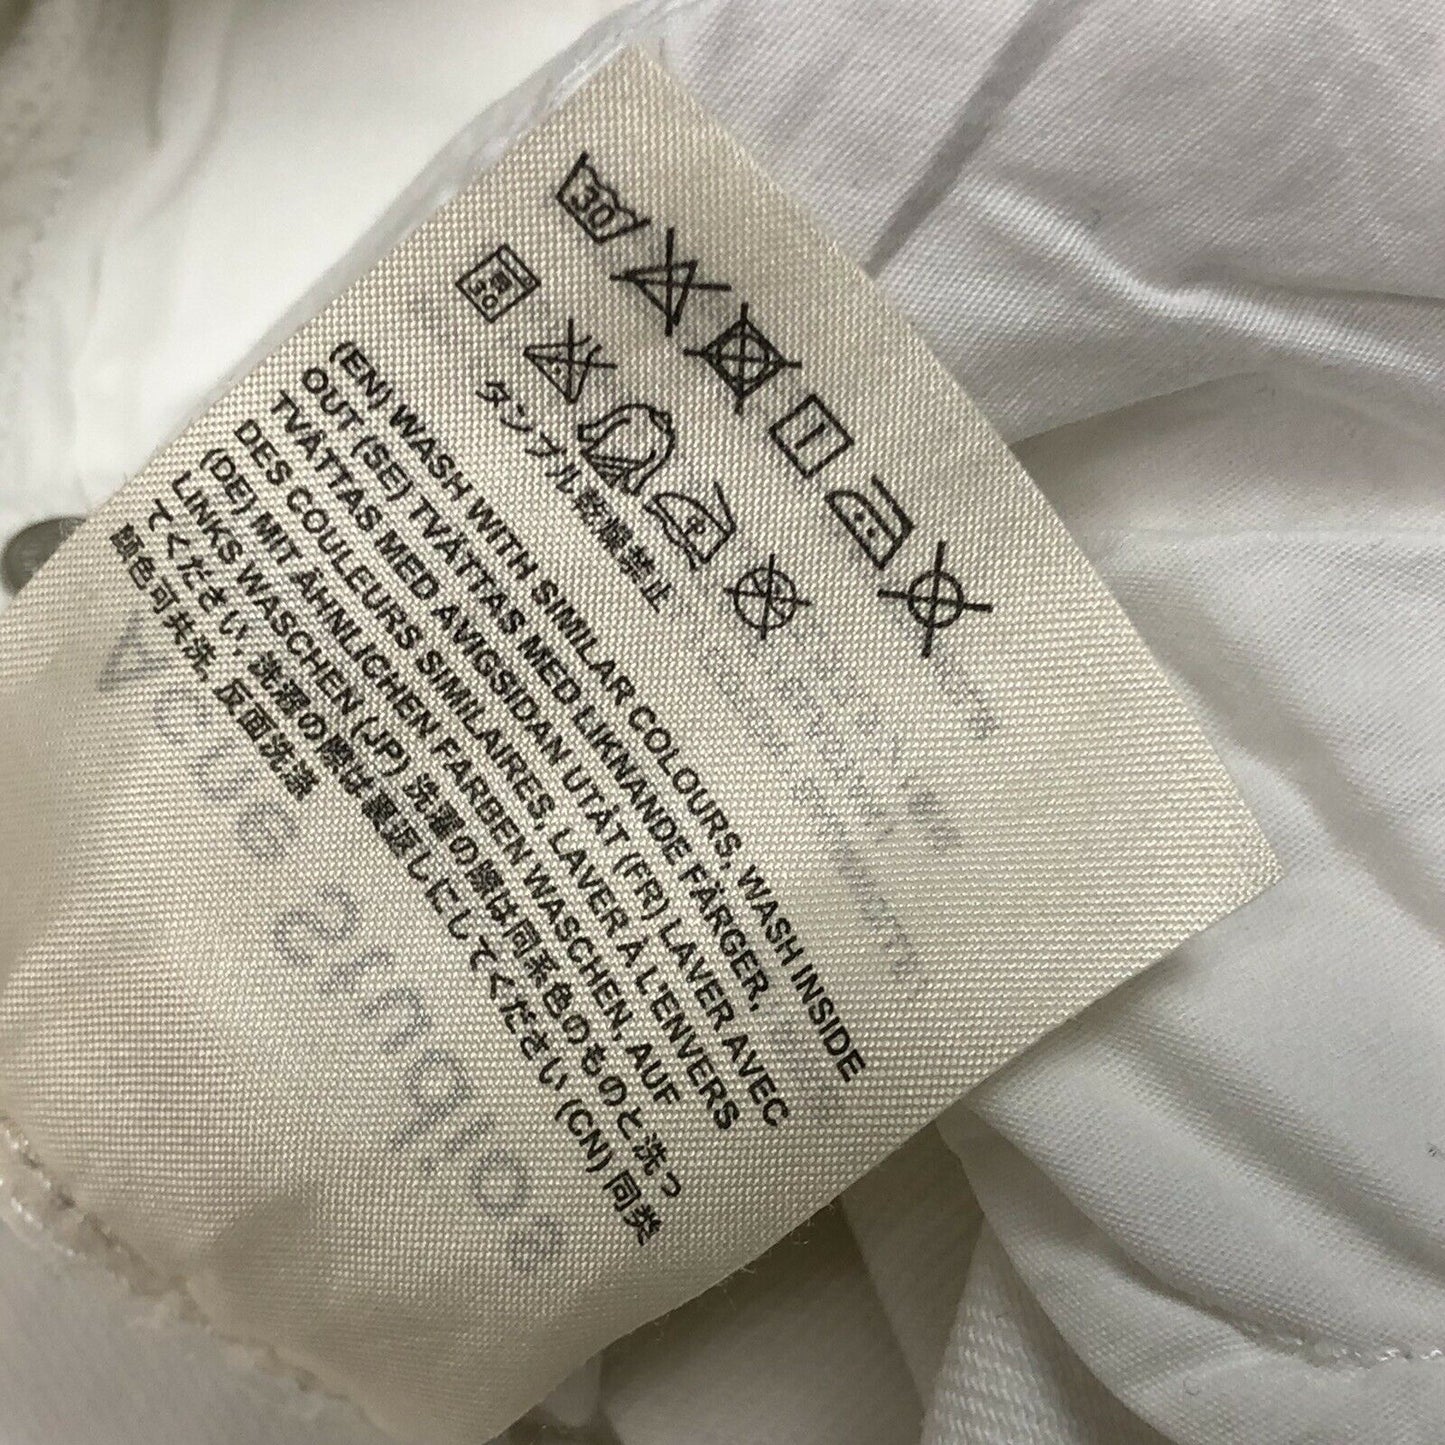 30
弱
30
中
タンブル乾燥禁止
(EN) WASH WITH SIMILAR COLOURS, WASH INSIDE
OUT (SE) TVÄTTAS MED LIKNANDE FÄRGER,
TVÄTTAS MED AVIGSIDAN UTÅT (FR) LAVER AVEC
DES COULEURS SIMILAIRES, LAVER À L'ENVERS
(DE) MIT ÄHNLICHEN FARBEN WASCHEN, AUF
LINKS WASCHEN (JP) 洗濯の際は同系色のものと洗っ
てください, 洗濯の際は裏返しにしてください (CN) 同类
颜色可共洗, 反面洗涤
Acne Studios